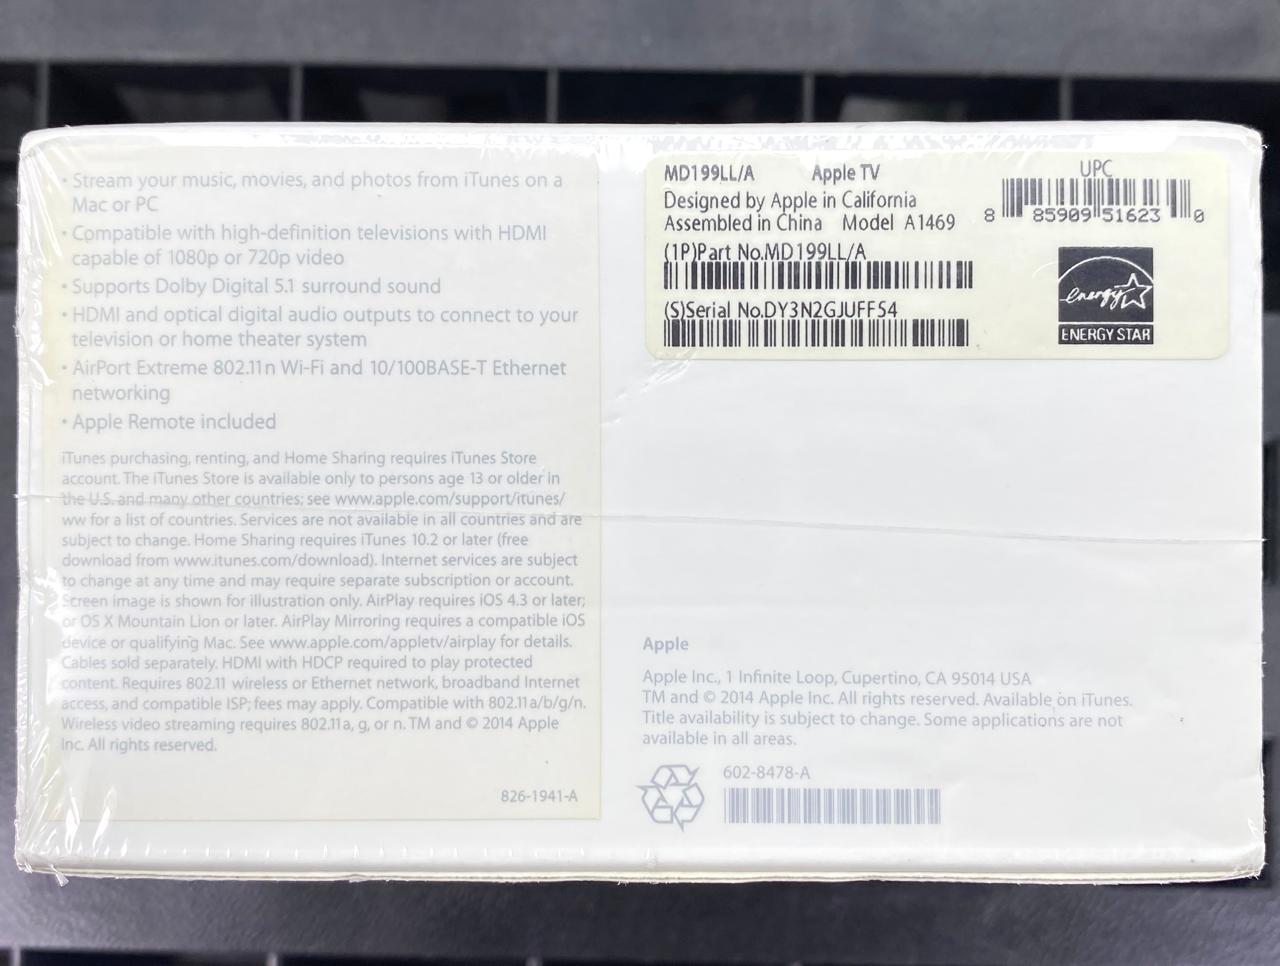 • Stream your music, movies, and photos from iTunes on a
Mac or PC
• Compatible with high-definition televisions with HDMI
capable of 1080p or 720p video
• Supports Dolby Digital 5.1 surround sound
• HDMI and optical digital audio outputs to connect to your
television or home theater system
• AirPort Extreme 802.11n Wi-Fi and 10/100BASE-T Ethernet
networking
• Apple Remote included
iTunes purchasing, renting, and Home Sharing requires iTunes Store
account. The iTunes Store is available only to persons age 13 or older in
the U.S. and many other countries; see www.apple.com/support/itunes/
ww for a list of countries. Services are not available in all countries and are
subject to change. Home Sharing requires iTunes 10.2 or later (free
download from www.itunes.com/download). Internet services are subject
to change at any time and may require separate subscription or account.
Screen image is shown for illustration only. AirPlay requires iOS 4.3 or later;
or OS X Mountain Lion or later. AirPlay Mirroring requires a compatible iOS
device or qualifying Mac. See www.apple.com/appletv/airplay for details.
Cables sold separately. HDMI with HDCP required to play protected
content. Requires 802.11 wireless or Ethernet network, broadband Internet
access, and compatible ISP; fees may apply. Compatible with 802.11a/b/g/n.
Wireless video streaming requires 802.11a, g, or n. TM and © 2014 Apple
Inc. All rights reserved.
826-1941-A
MD199LL/A Apple TV
Designed by Apple in California
Assembled in China Model A1469
(1P)Part No.MD199LL/A
(S)Serial No.DY3N2GJUFF54
UPC
8 85909 51623 0
energy
ENERGY STAR
Apple
Apple Inc., 1 Infinite Loop, Cupertino, CA 95014 USA
TM and © 2014 Apple Inc. All rights reserved. Available on iTunes.
Title availability is subject to change. Some applications are not
available in all areas.
602-8478-A